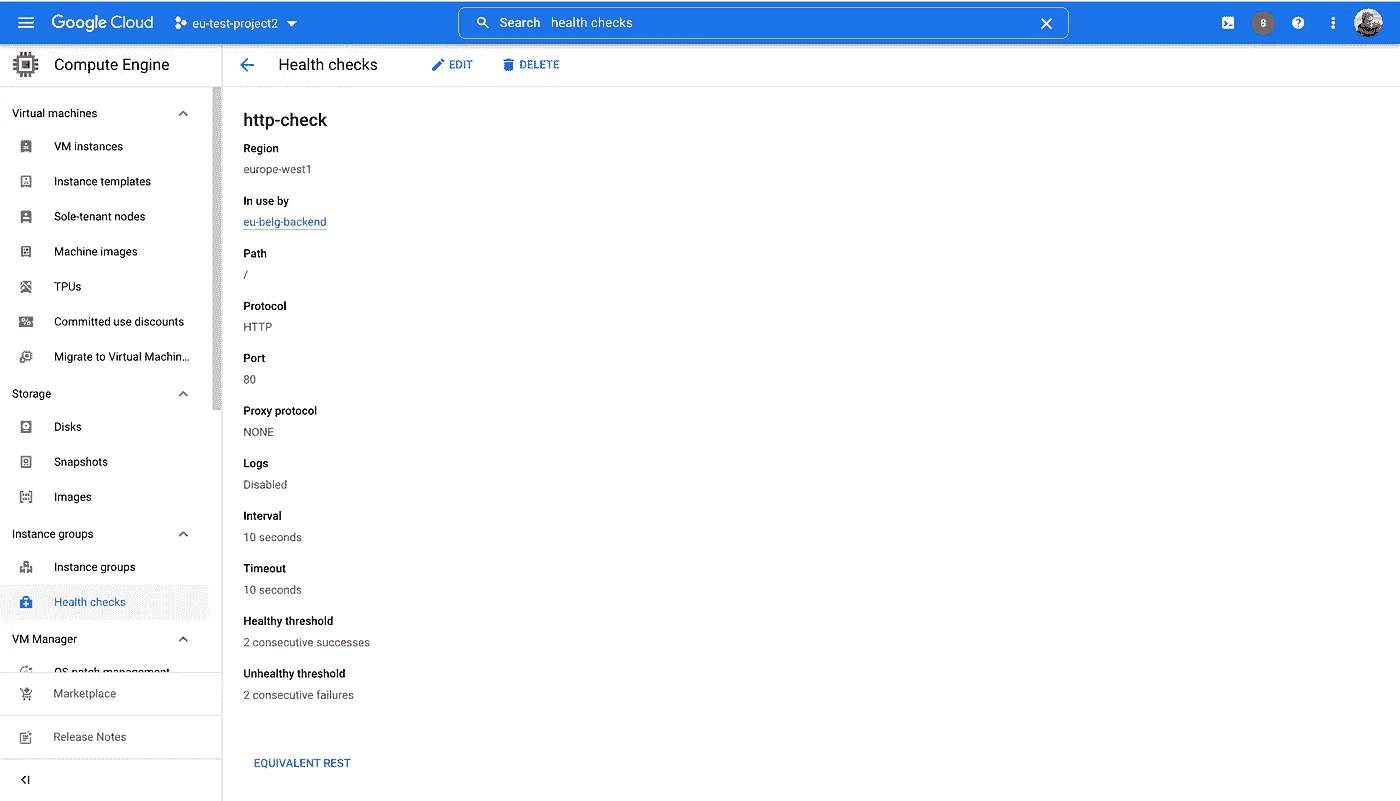 Google Cloud
eu-test-project2
Search health checks
8
Compute Engine
Health checks
EDIT
DELETE
Virtual machines
VM instances
Instance templates
Sole-tenant nodes
Machine images
TPUs
Committed use discounts
Migrate to Virtual Machin...
Storage
Disks
Snapshots
Images
Instance groups
Instance groups
Health checks
VM Manager
OS patch management
Marketplace
Release Notes
http-check
Region
europe-west1
In use by
eu-belg-backend
Path
/
Protocol
HTTP
Port
80
Proxy protocol
NONE
Logs
Disabled
Interval
10 seconds
Timeout
10 seconds
Healthy threshold
2 consecutive successes
Unhealthy threshold
2 consecutive failures
EQUIVALENT REST